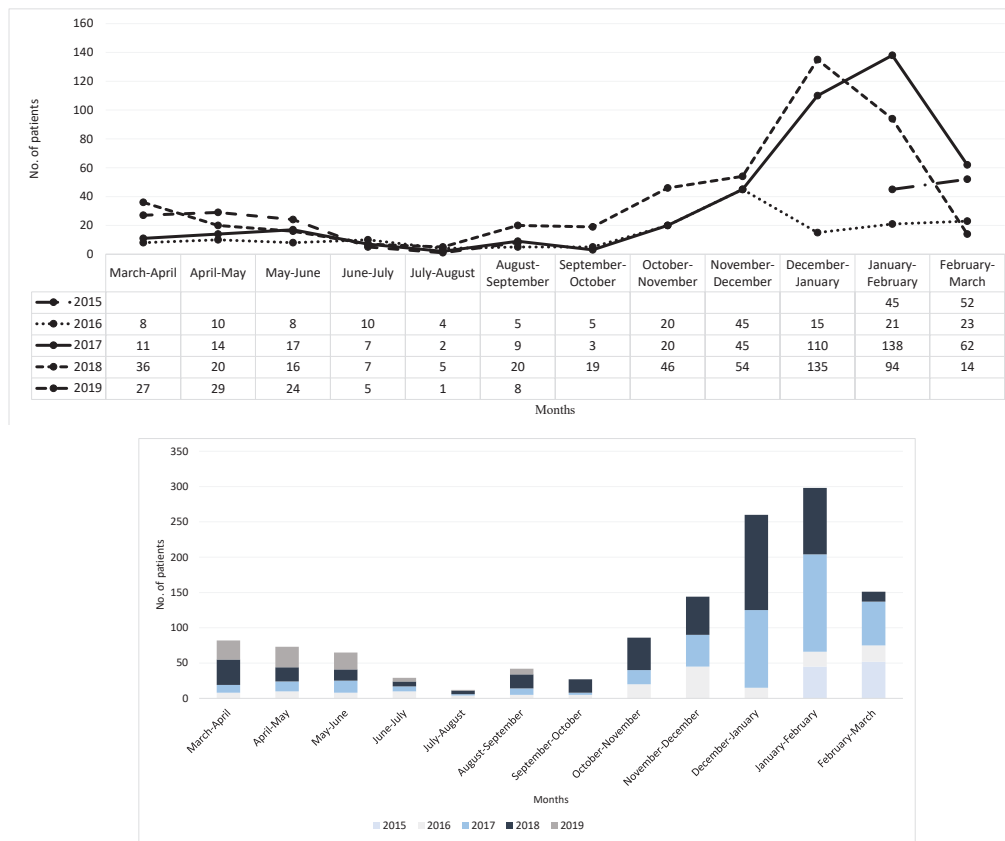 160
140
120
100
80
60
40
20
0
No. of patients
March-April April-May May-June June-July July-August August-September September-October October-November November-December December-January January-February February-March
2015 45 52
2016 8 10 8 10 4 5 5 20 45 15 21 23
2017 11 14 17 7 2 9 3 20 45 110 138 62
2018 36 20 16 7 5 20 19 46 54 135 94 14
2019 27 29 24 5 1 8
Months
350
300
250
200
150
100
50
0
No. of patients
March-April April-May May-June June-July July-August August-September September-October October-November November-December December-January January-February February-March
Months
2015 2016 2017 2018 2019